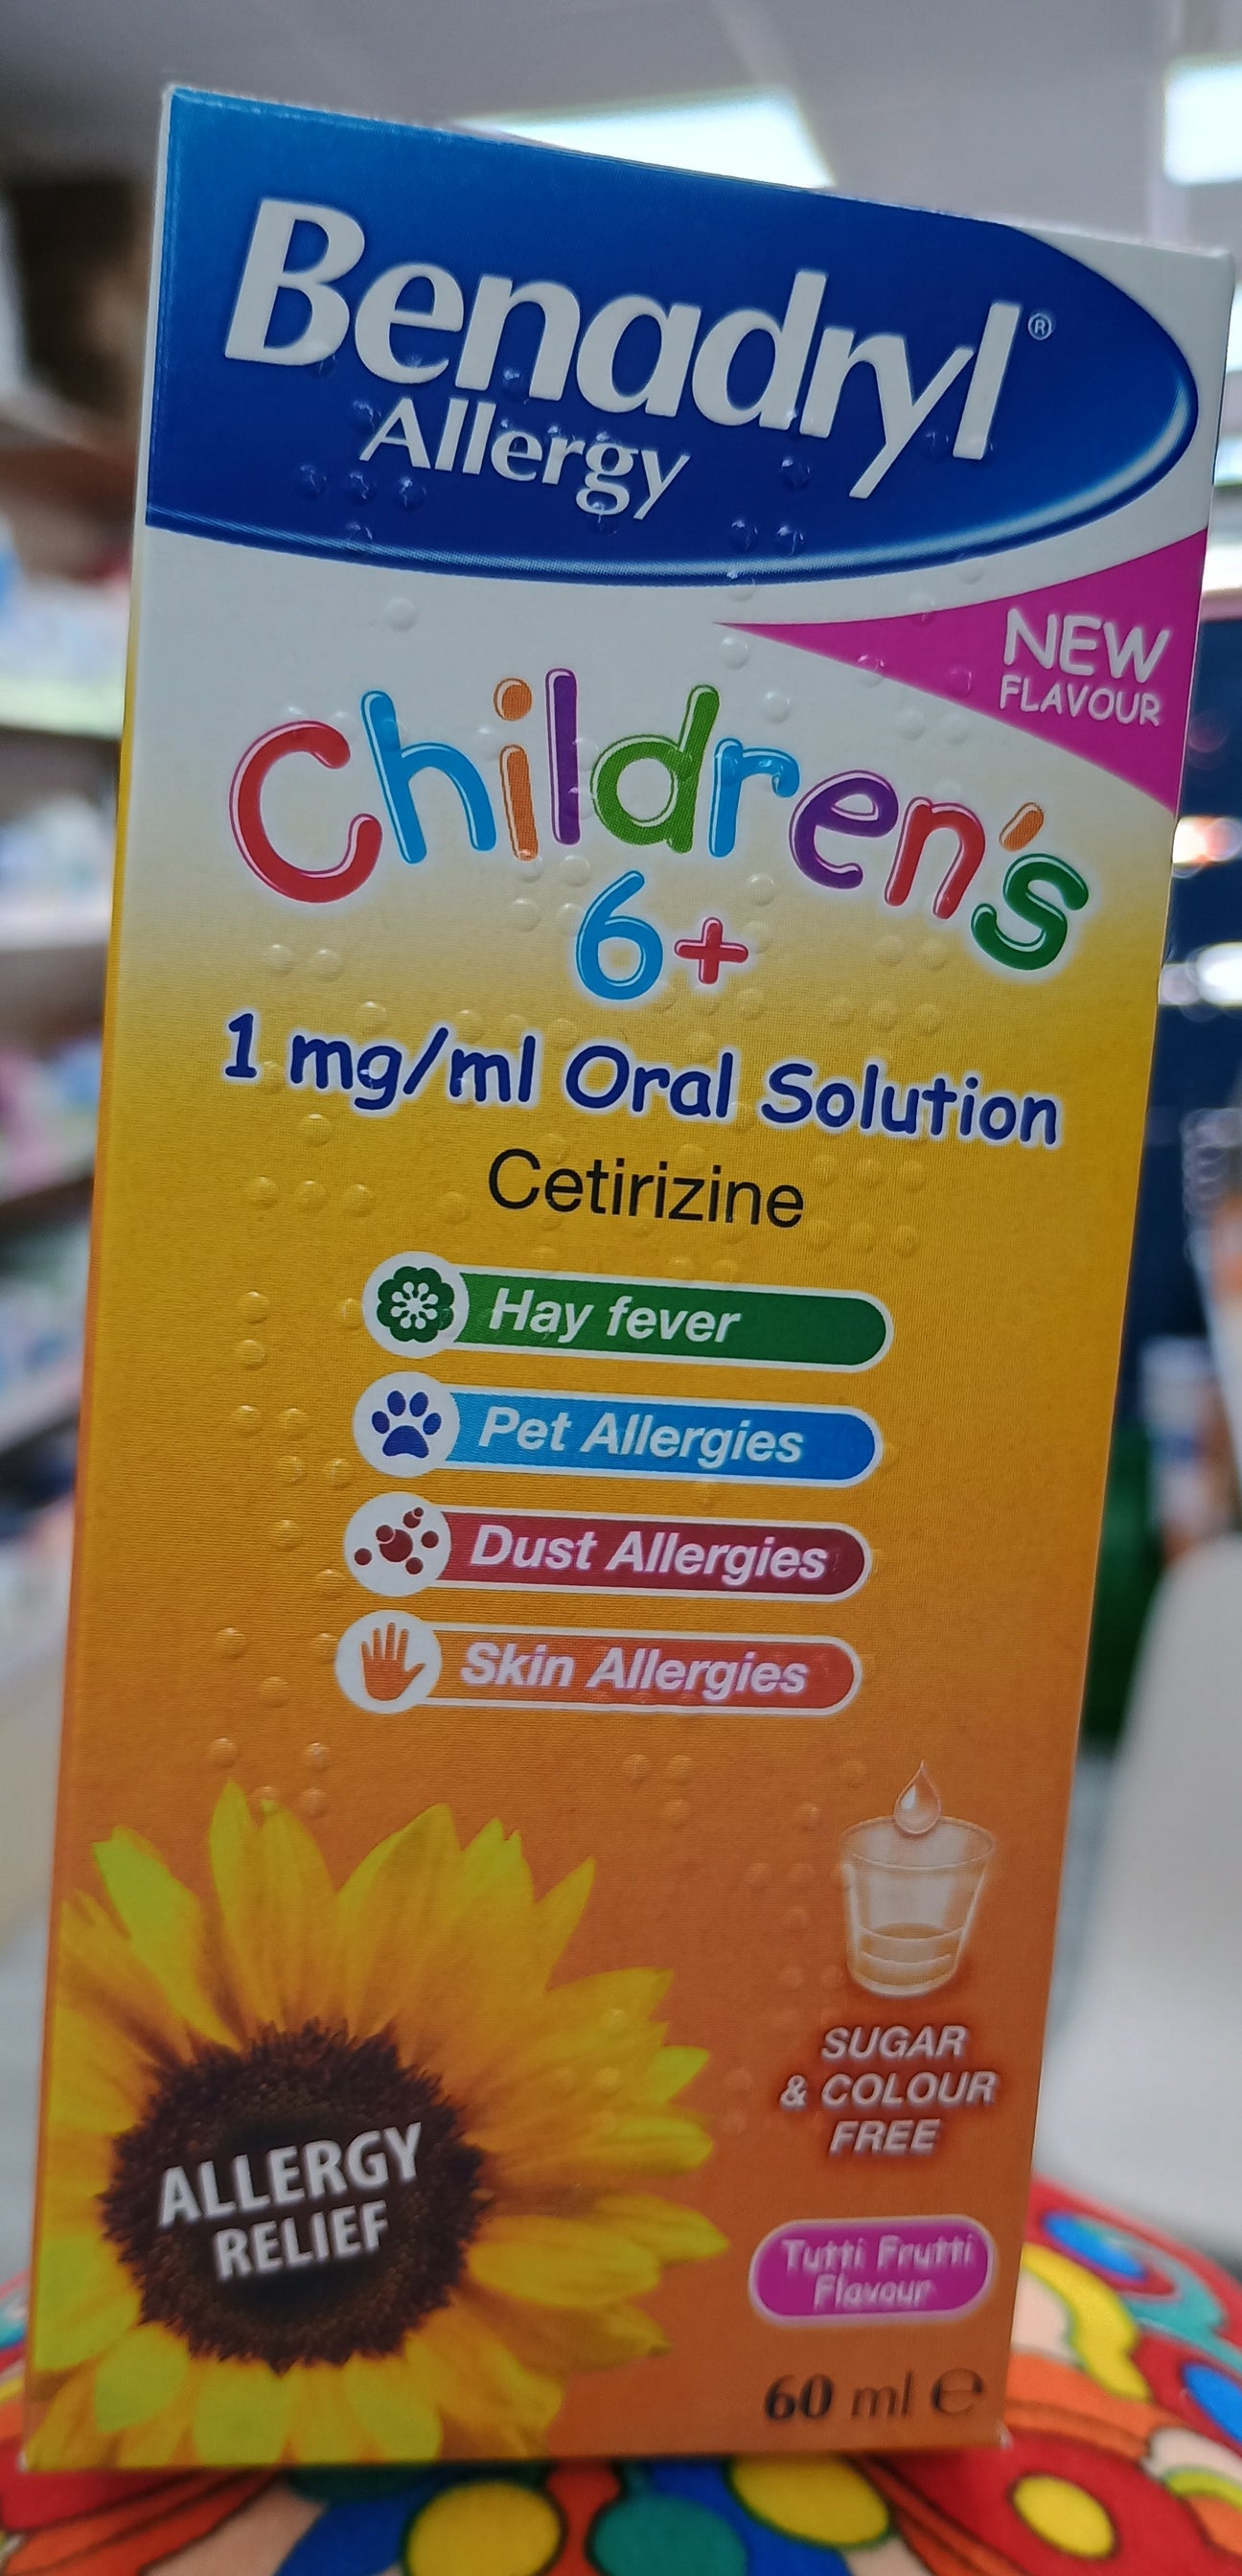 Benadryl®
Allergy
NEW
FLAVOUR
Children's
6+
1 mg/ml Oral Solution
Cetirizine
Hay fever
Pet Allergies
Dust Allergies
Skin Allergies
SUGAR
& COLOUR
FREE
ALLERGY
RELIEF
Tutti Frutti
Flavour
60 ml ℮